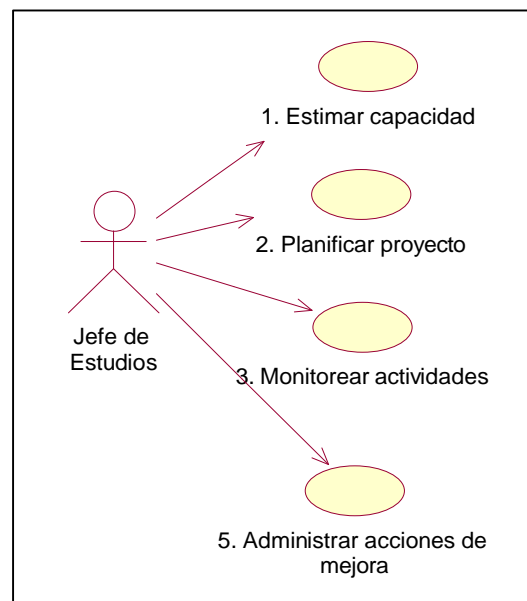 1. Estimar capacidad
2. Planificar proyecto
Jefe de
Estudios
3. Monitorear actividades
5. Administrar acciones de
mejora